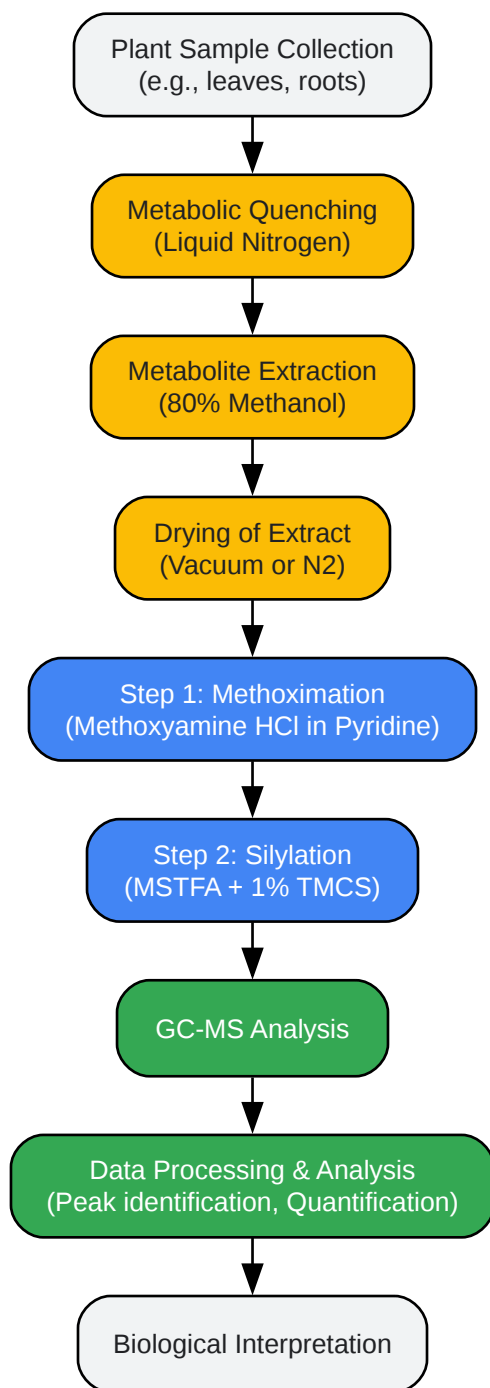 Plant Sample Collection
(e.g., leaves, roots)
Metabolic Quenching
(Liquid Nitrogen)
Metabolite Extraction
(80% Methanol)
Drying of Extract
(Vacuum or N2)
Step 1: Methoximation
(Methoxyamine HCl in Pyridine)
Step 2: Silylation
(MSTFA + 1% TMCS)
GC-MS Analysis
Data Processing & Analysis
(Peak identification, Quantification)
Biological Interpretation